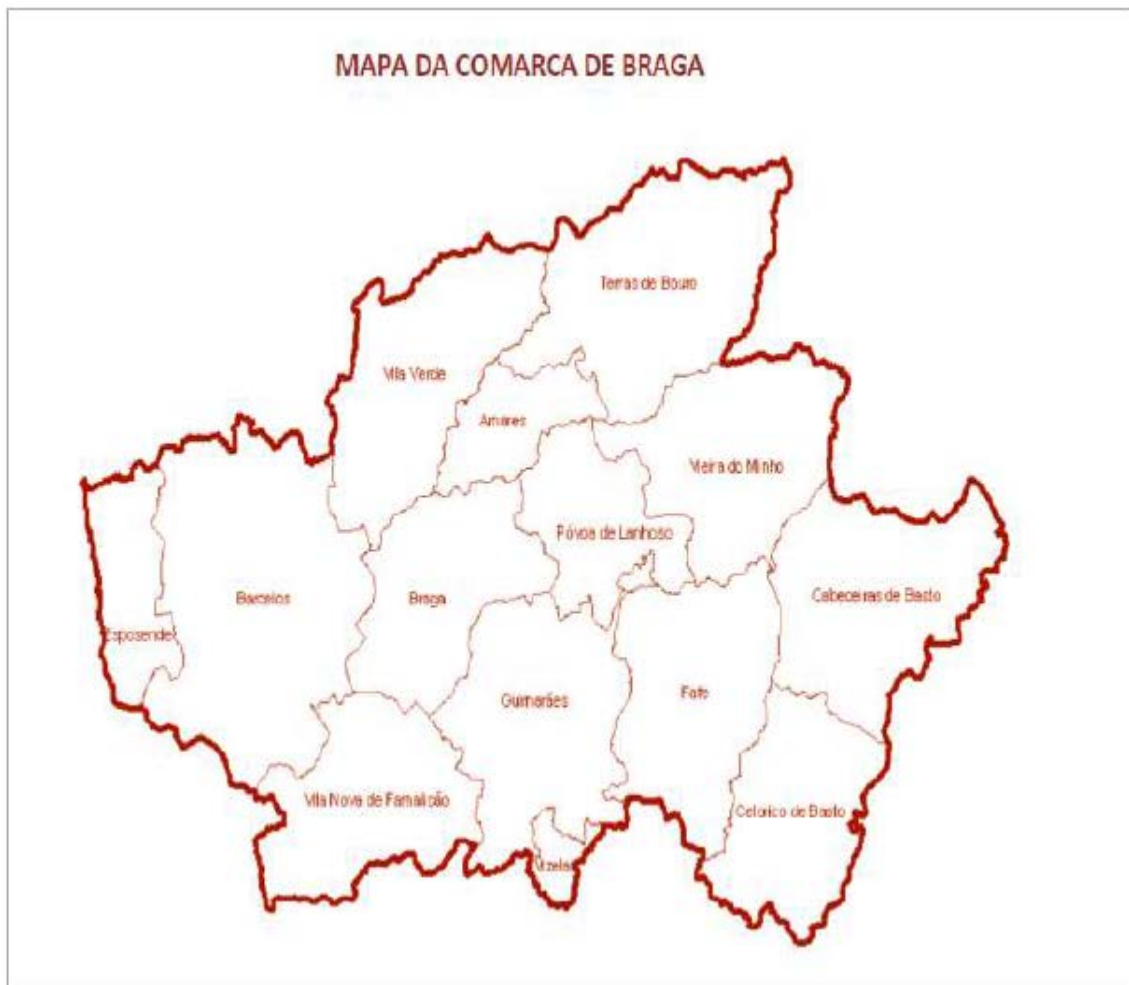 MAPA DA COMARCA DE BRAGA
Terras de Bouro
Vila Verde
Amares
Vieira do Minho
Póvoa de Lanhoso
Cabeceiras de Basto
Barcelos
Braga
Esposende
Guimarães
Fafe
Vila Nova de Famalicão
Celorico de Basto
Vizela